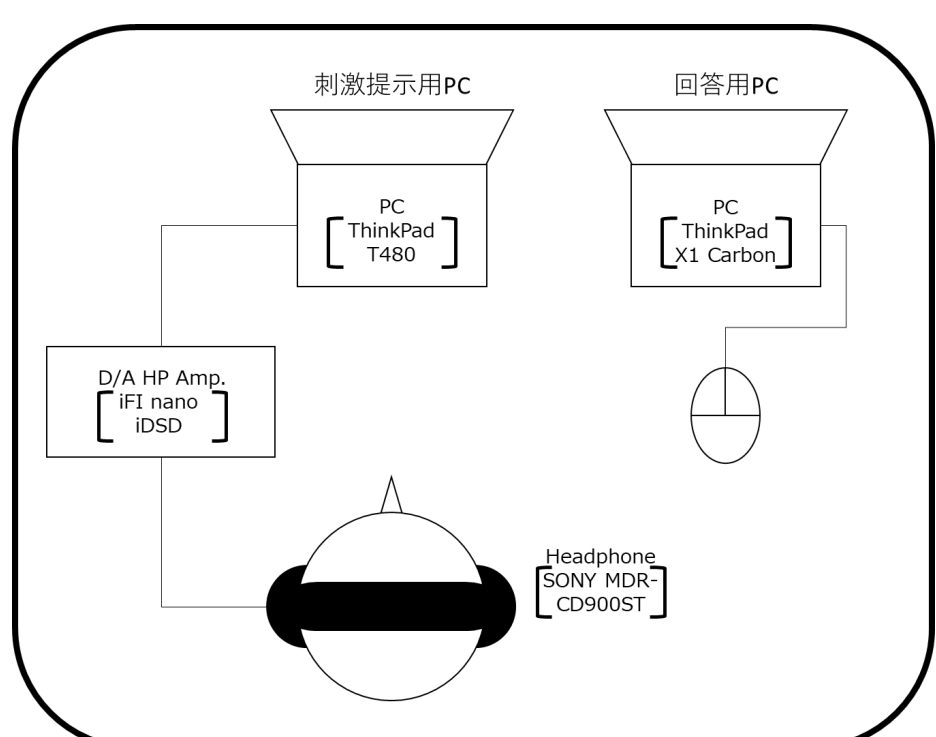 刺激提示用PC
回答用PC
PC
ThinkPad
T480
PC
ThinkPad
X1 Carbon
D/A HP Amp.
iFI nano
iDSD
Headphone
SONY MDR-
CD900ST